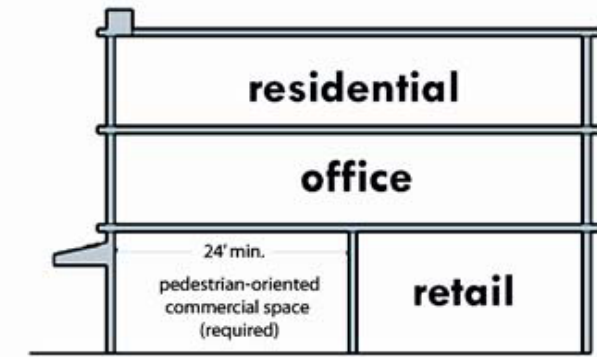 residential
office
24' min.
pedestrian-oriented
commercial space
(required)
retail